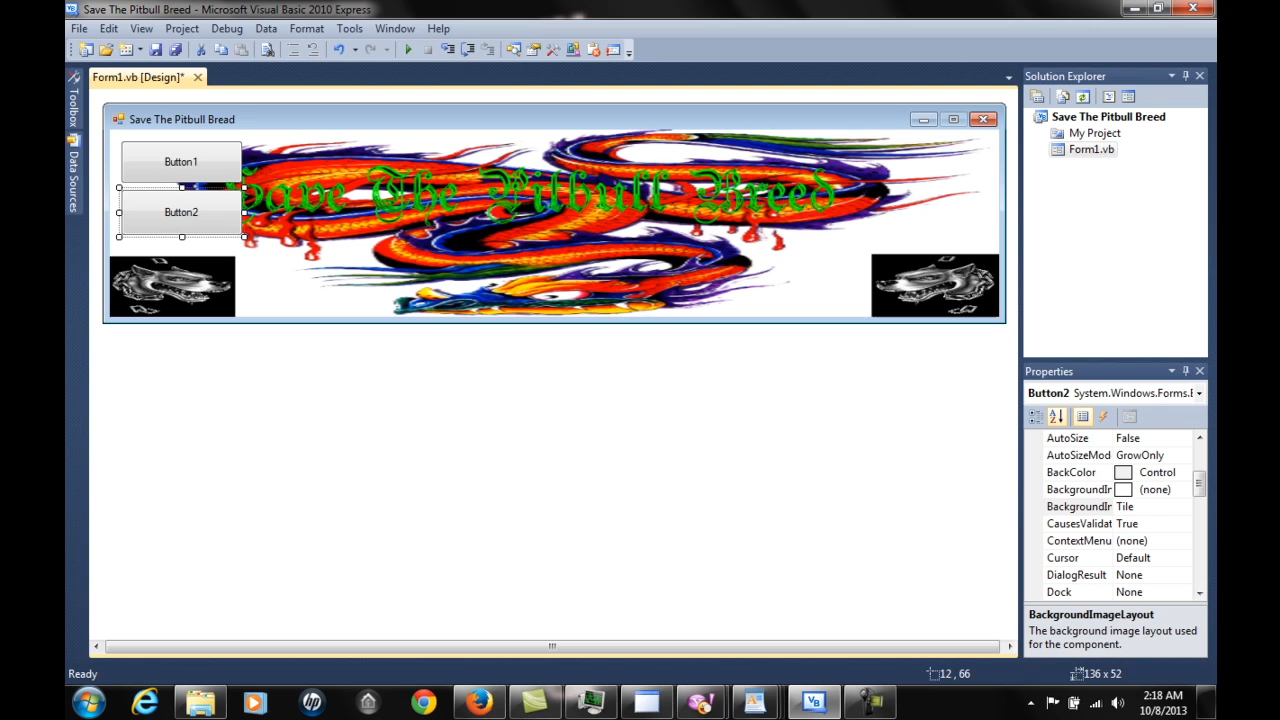 Save The Pitbull Breed - Microsoft Visual Basic 2010 Express
File Edit View Project Debug Data Format Tools Window Help
Form1.vb [Design]*
Toolbox
Data Sources
Save The Pitbull Bread
Button1
Save The Pitbull Breed
Button2
Solution Explorer
Save The Pitbull Breed
My Project
Form1.vb
Properties
Button2 System.Windows.Forms.
AutoSize False
AutoSizeMod GrowOnly
BackColor Control
BackgroundIr (none)
BackgroundIr Tile
CausesValidat True
ContextMenu (none)
Cursor Default
DialogResult None
Dock None
BackgroundImageLayout
The background image layout used
for the component.
Ready
12 , 66
136 x 52
2:18 AM
10/8/2013